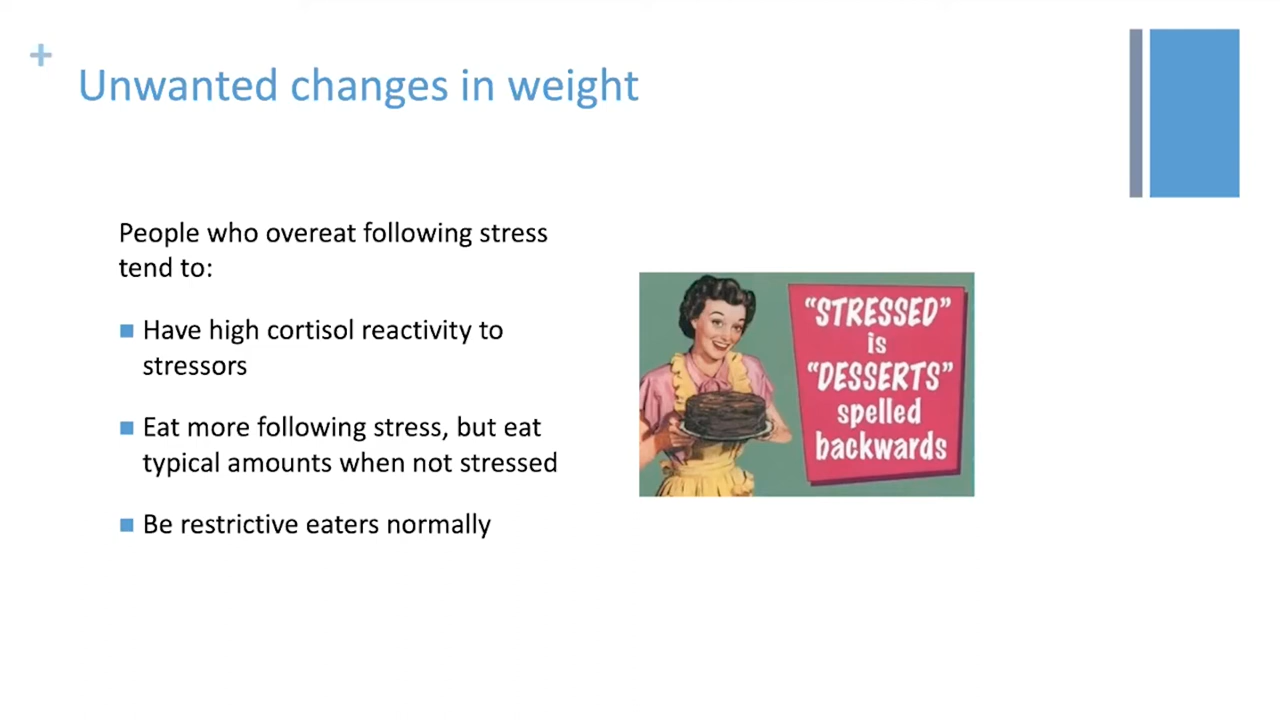 +
Unwanted changes in weight
People who overeat following stress
tend to:
Have high cortisol reactivity to
stressors
Eat more following stress, but eat
typical amounts when not stressed
Be restrictive eaters normally
“STRESSED”
is
“DESSERTS”
spelled
backwards